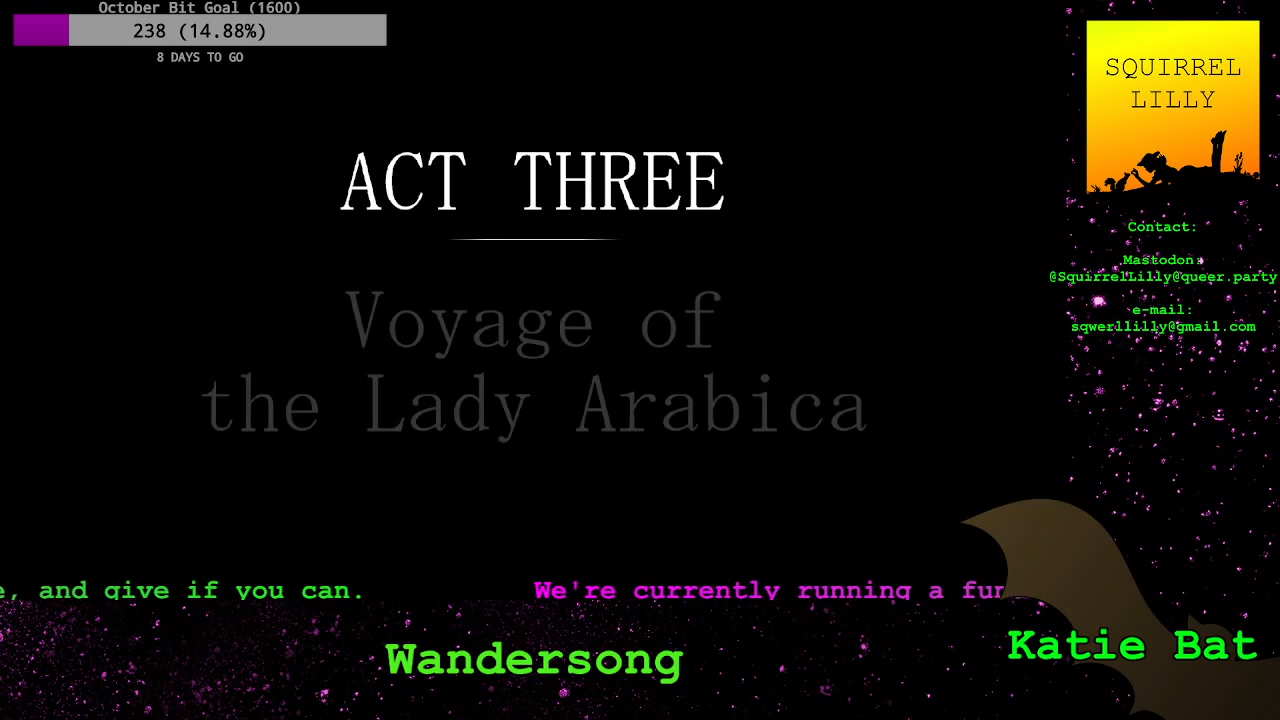 October Bit Goal (1600)
238 (14.88%)
8 DAYS TO GO
SQUIRREL
LILLY
ACT THREE
Contact:
Mastodon:
@SquirrelLilly@queer.party
e-mail:
sqwerllilly@gmail.com
Voyage of
the Lady Arabica
, and give if you can.
We're currently running a fun
Wandersong
Katie Bat